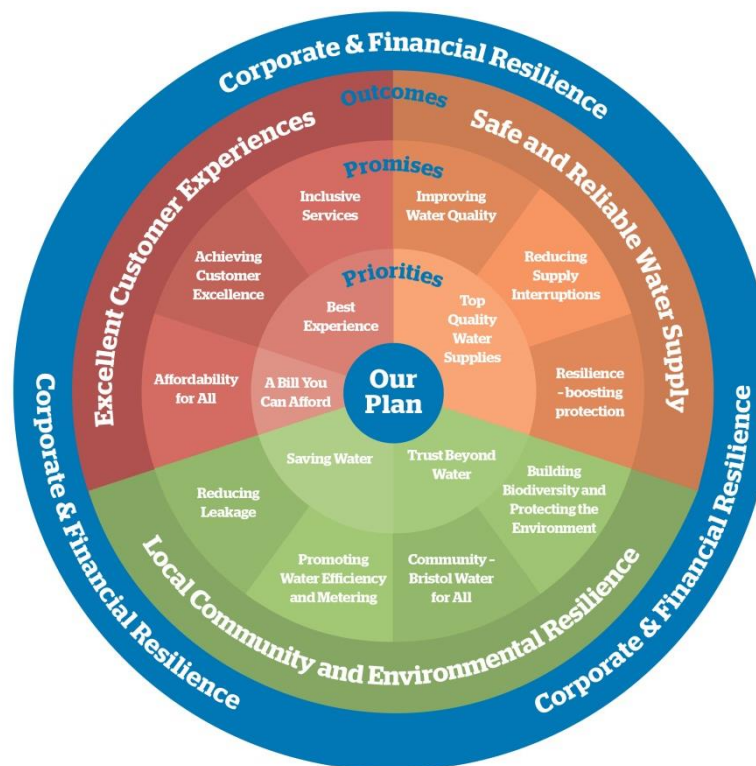 Corporate & Financial Resilience
Outcomes
Excellent Customer Experiences
Safe and Reliable Water Supply
Promises
Inclusive
Services
Improving
Water Quality
Achieving
Customer
Excellence
Reducing
Supply
Interruptions
Priorities
Best
Experience
Top
Quality
Water
Supplies
Affordability
for All
A Bill You
Can Afford
Our
Plan
Resilience
– boosting
protection
Saving Water
Trust Beyond
Water
Reducing
Leakage
Building
Biodiversity and
Protecting the
Environment
Promoting
Water Efficiency
and Metering
Community –
Bristol Water
for All
Local Community and Environmental Resilience
Corporate & Financial Resilience
Corporate & Financial Resilience